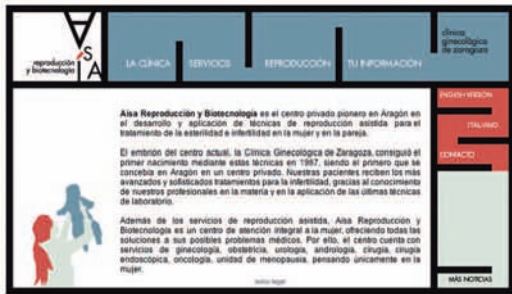 AÍSA
reproducción
y biotecnología
LA CLÍNICA
SERVICIOS
REPRODUCCIÓN
TU INFORMACIÓN
clínica
ginecológica
de zaragoza
ENGLISH VERSION
ITALIANO
CONTACTO
Aisa Reproducción y Biotecnología es el centro privado pionero en Aragón en
el desarrollo y aplicación de técnicas de reproducción asistida para el
tratamiento de la esterilidad e infertilidad en la mujer y en la pareja.
El embrión del centro actual, la Clínica Ginecológica de Zaragoza, consiguió el
primer nacimiento mediante estas técnicas en 1987, siendo el primero que se
concebía en Aragón en un centro privado. Nuestras pacientes reciben los más
avanzados y sofisticados tratamientos para la infertilidad, gracias al conocimiento
de nuestros profesionales en la materia y en la aplicación de las últimas técnicas
de laboratorio.
Además de los servicios de reproducción asistida, Aisa Reproducción y
Biotecnología es un centro de atención integral a la mujer, ofreciendo todas las
soluciones a sus posibles problemas médicos. Por ello, el centro cuenta con
servicios de ginecología, obstetricia, urología, andrología, cirugía, cirugía
endoscópica, oncología, unidad de menopausia, pensando únicamente en la
mujer.
aviso legal
MÁS NOTICIAS